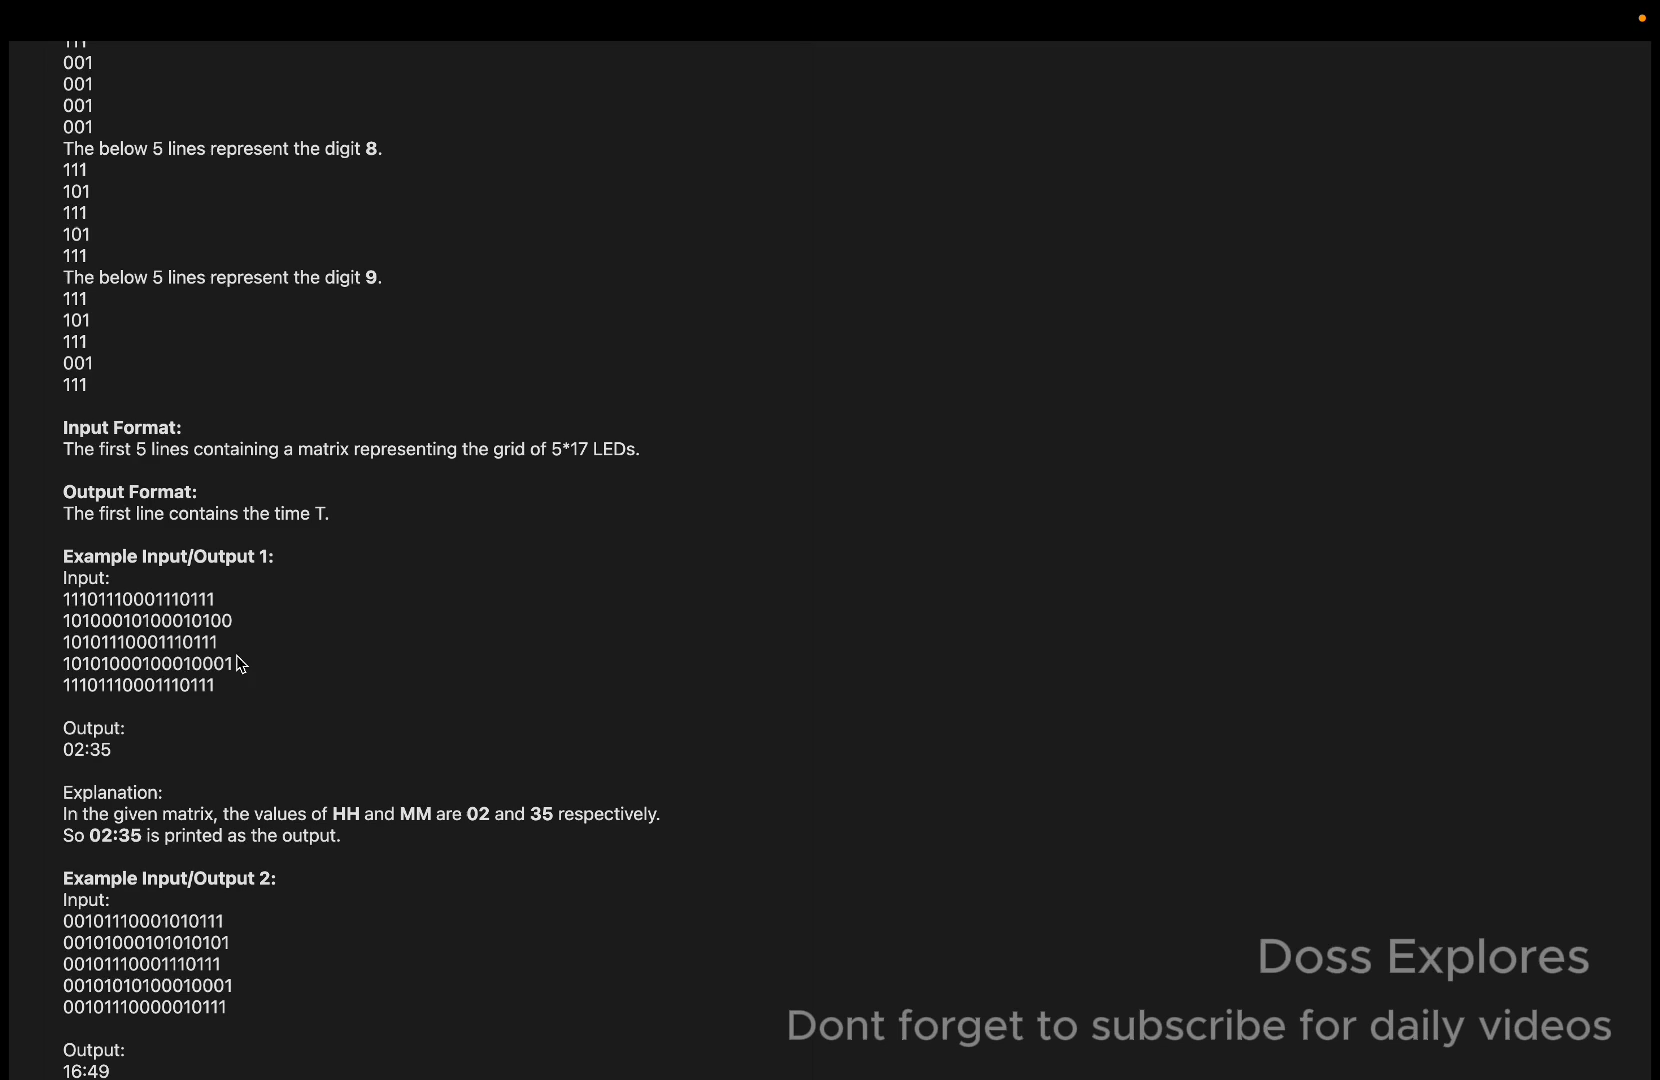 111
001
001
001
001
The below 5 lines represent the digit 8.
111
101
111
101
111
The below 5 lines represent the digit 9.
111
101
111
001
111
Input Format:
The first 5 lines containing a matrix representing the grid of 5*17 LEDs.
Output Format:
The first line contains the time T.
Example Input/Output 1:
Input:
11101110001110111
10100010100010100
10101110001110111
10101000100010001
11101110001110111
Output:
02:35
Explanation:
In the given matrix, the values of HH and MM are 02 and 35 respectively.
So 02:35 is printed as the output.
Example Input/Output 2:
Input:
00101110001010111
00101000101010101
00101110001110111
00101010100010001
00101110000010111
Output:
16:49
Doss Explores
Dont forget to subscribe for daily videos